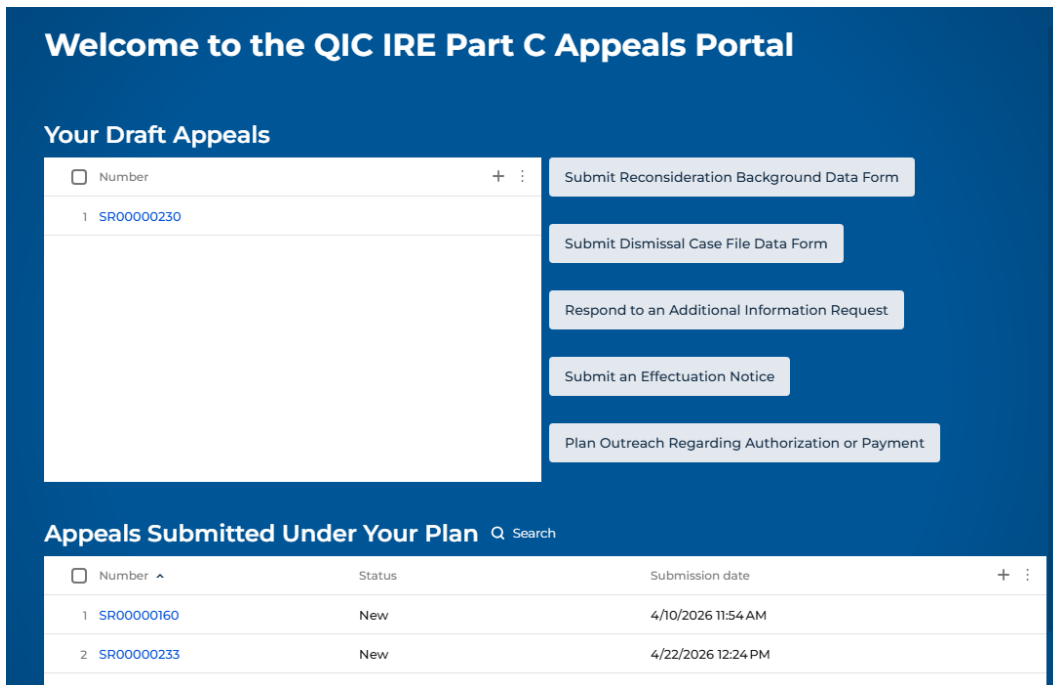 Welcome to the QIC IRE Part C Appeals Portal
Your Draft Appeals
Number
1 SR00000230
Submit Reconsideration Background Data Form
Submit Dismissal Case File Data Form
Respond to an Additional Information Request
Submit an Effectuation Notice
Plan Outreach Regarding Authorization or Payment
Appeals Submitted Under Your Plan Search
Number Status Submission date
1 SR00000160 New 4/10/2026 11:54 AM
2 SR00000233 New 4/22/2026 12:24 PM